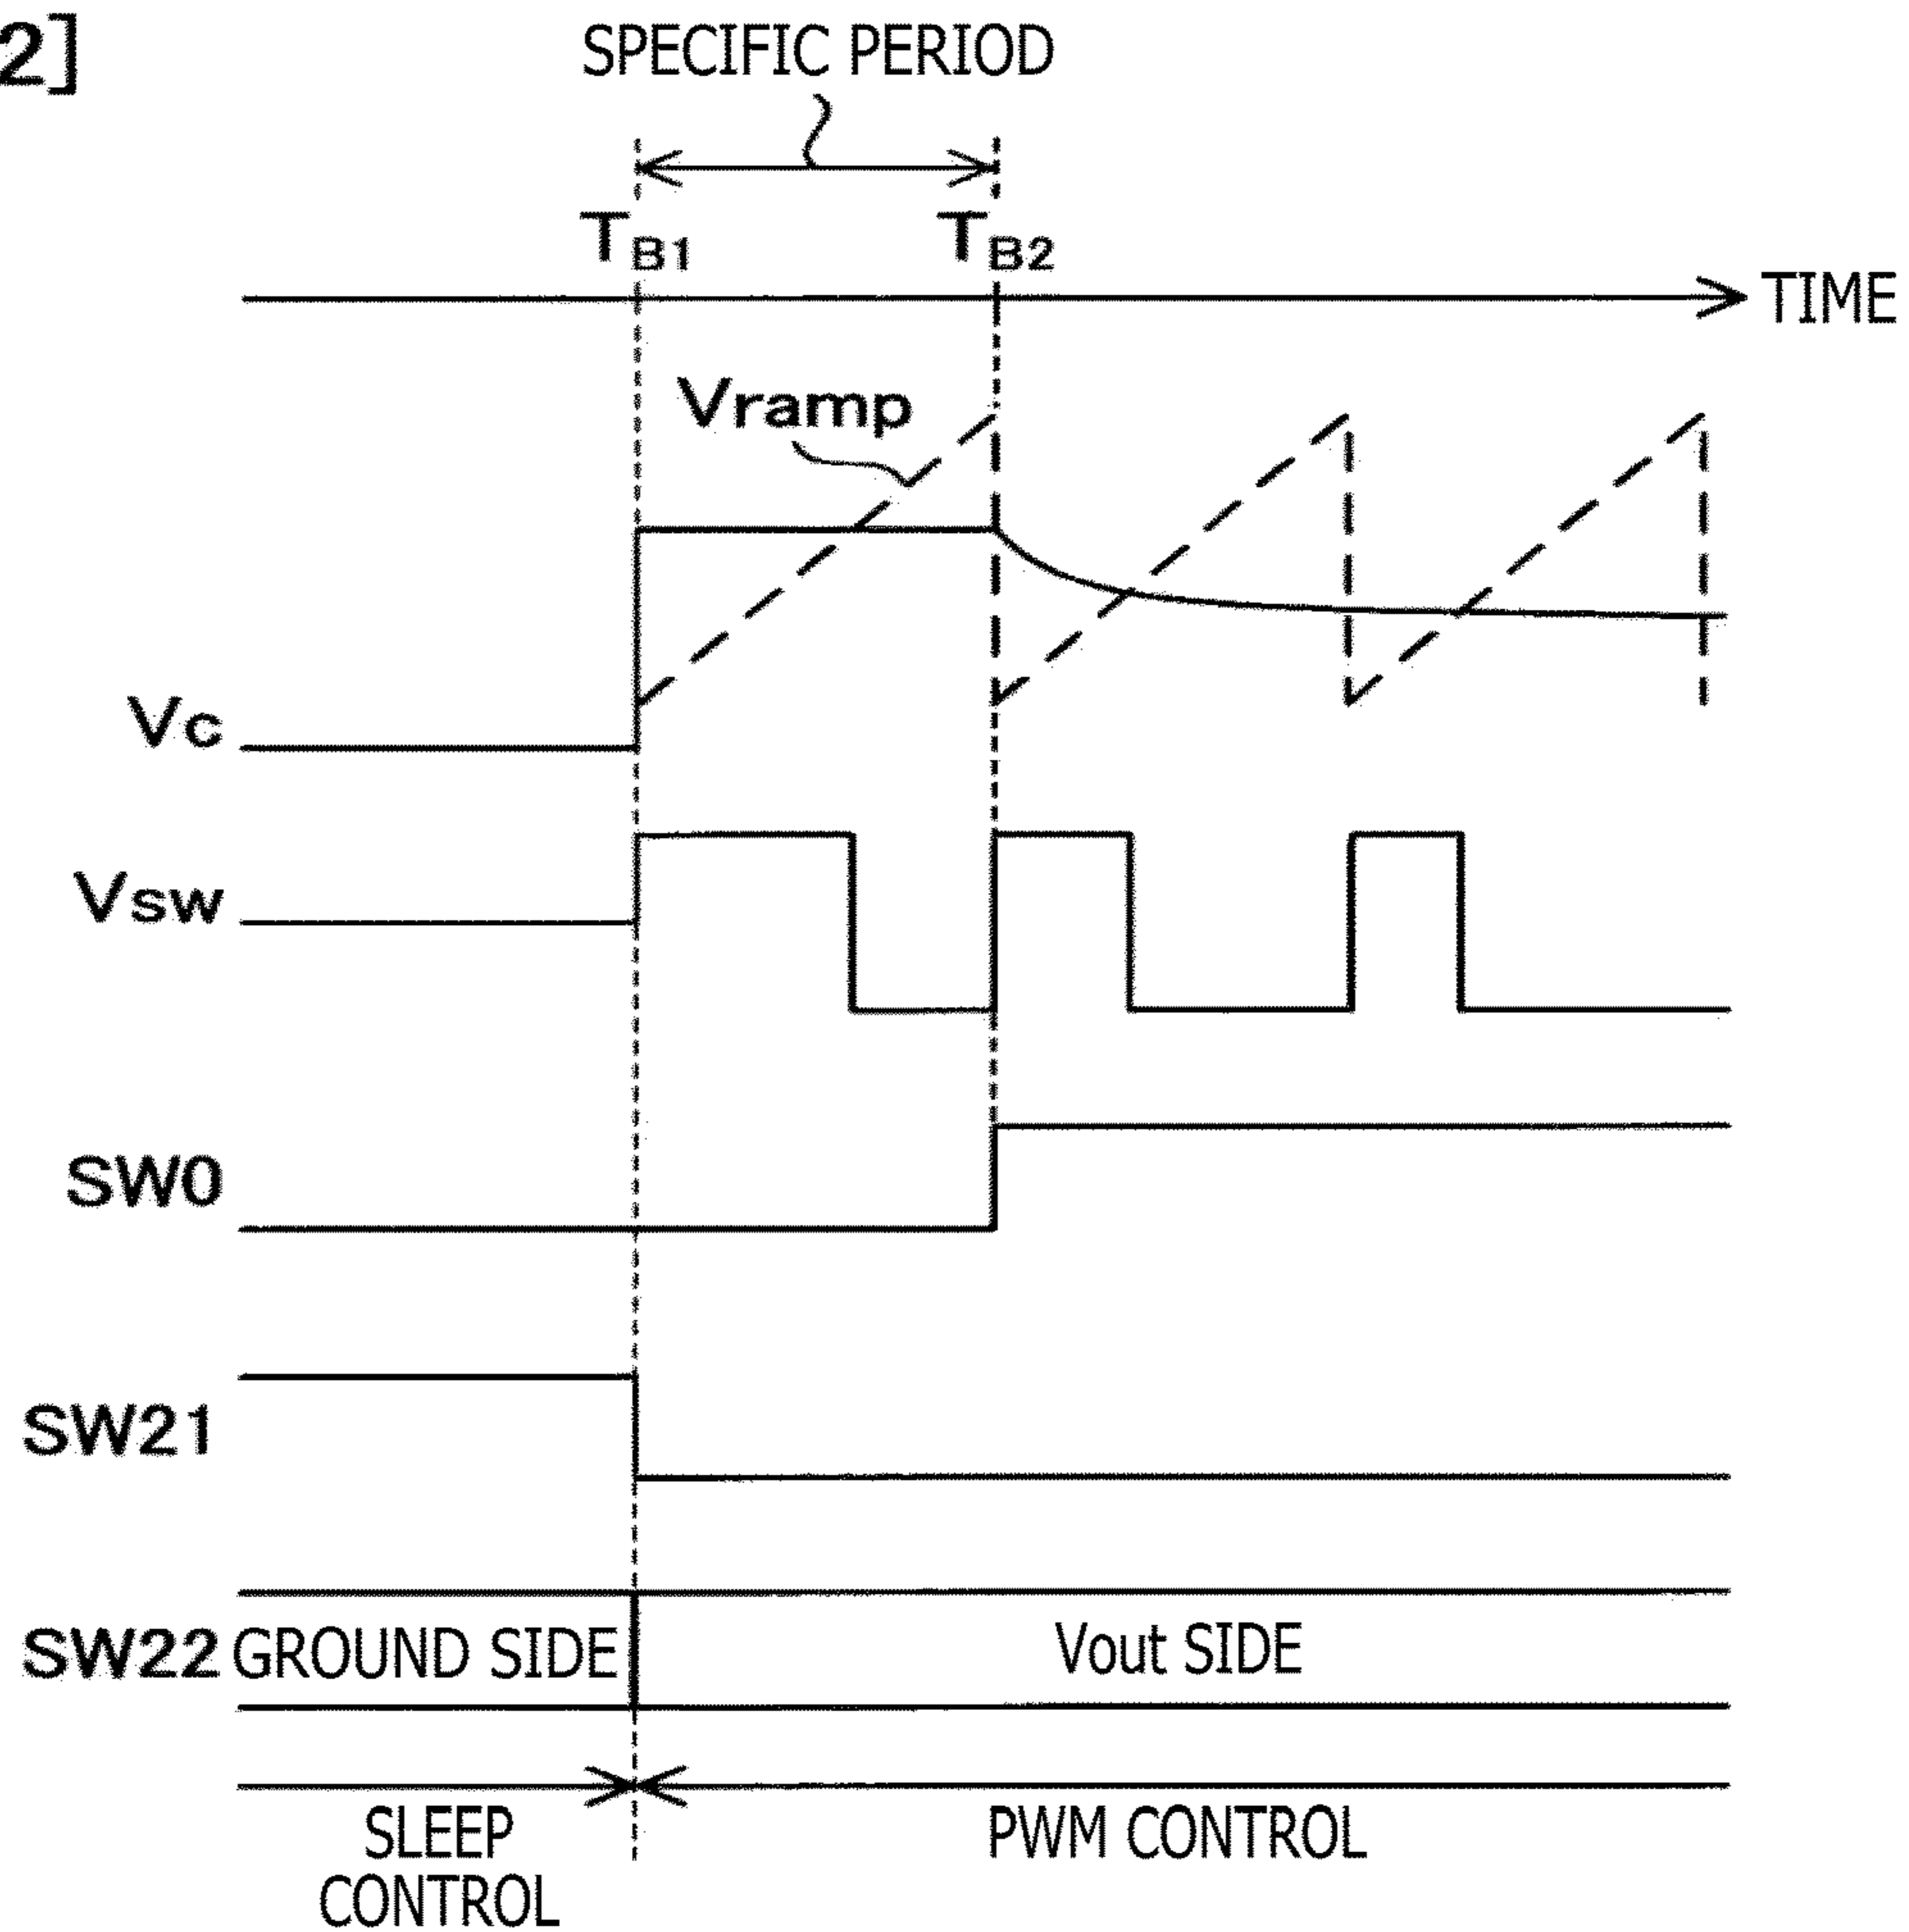 2]
SPECIFIC PERIOD
TB1
TB2
TIME
Vramp
Vc
Vsw
SW0
SW21
SW22
GROUND SIDE
Vout SIDE
SLEEP
CONTROL
PWM CONTROL